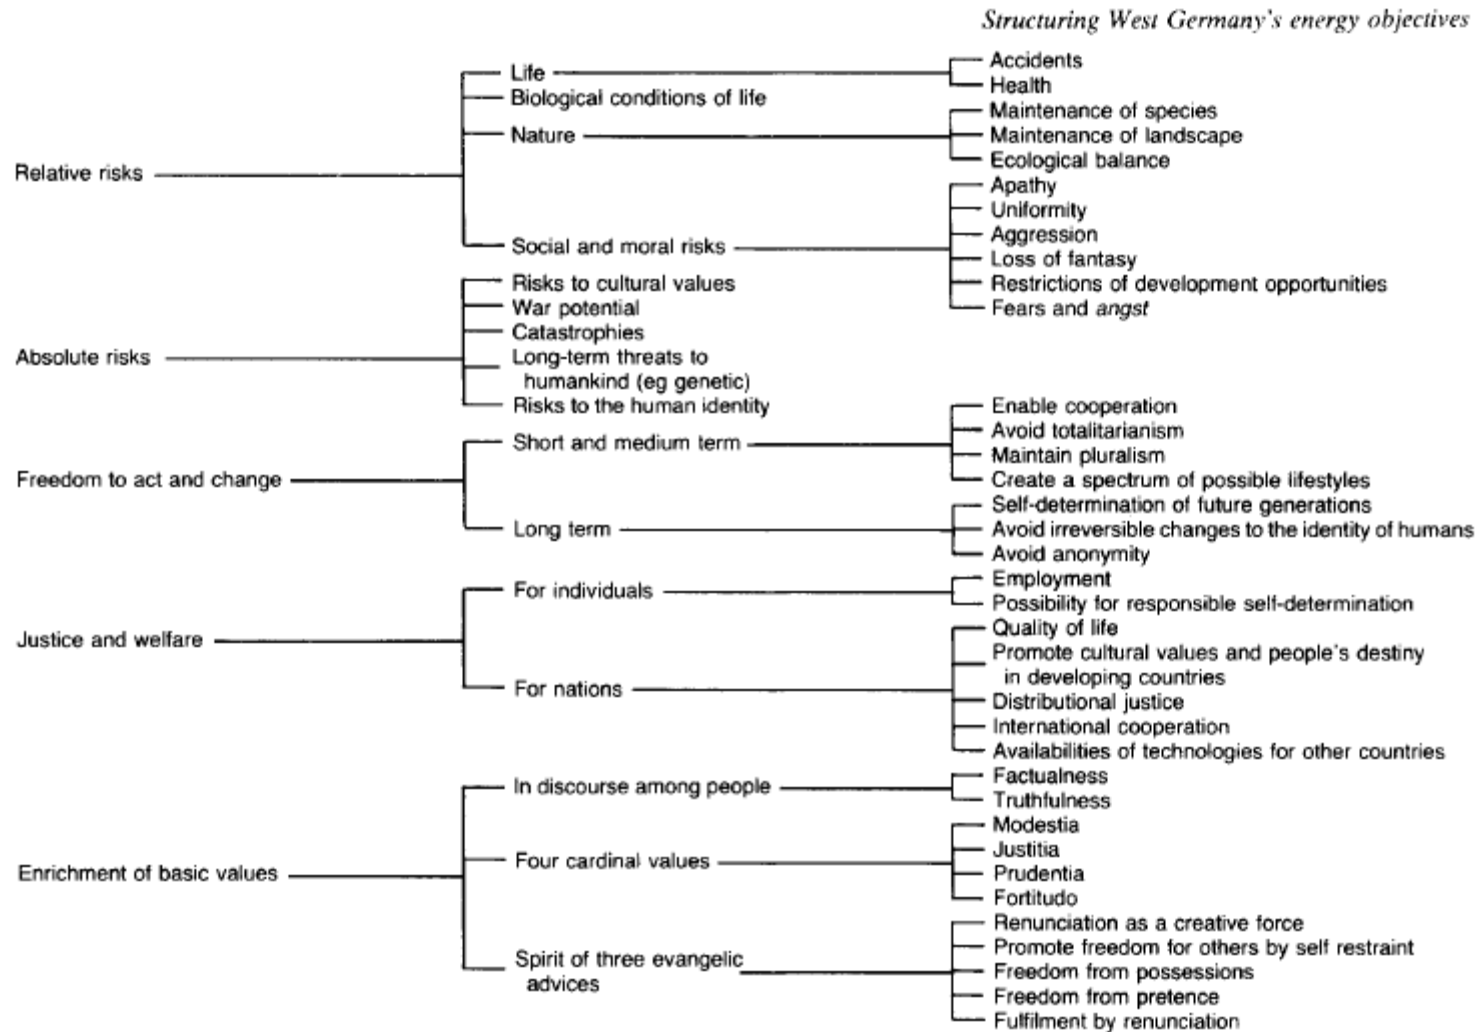 Structuring West Germany's energy objectives
Relative risks
Life
Accidents
Health
Biological conditions of life
Nature
Maintenance of species
Maintenance of landscape
Ecological balance
Social and moral risks
Apathy
Uniformity
Aggression
Loss of fantasy
Restrictions of development opportunities
Fears and angst
Absolute risks
Risks to cultural values
War potential
Catastrophies
Long-term threats to
humankind (eg genetic)
Risks to the human identity
Freedom to act and change
Short and medium term
Enable cooperation
Avoid totalitarianism
Maintain pluralism
Create a spectrum of possible lifestyles
Long term
Self-determination of future generations
Avoid irreversible changes to the identity of humans
Avoid anonymity
Justice and welfare
For individuals
Employment
Possibility for responsible self-determination
For nations
Quality of life
Promote cultural values and people's destiny
in developing countries
Distributional justice
International cooperation
Availabilities of technologies for other countries
Enrichment of basic values
In discourse among people
Factualness
Truthfulness
Four cardinal values
Modestia
Justitia
Prudentia
Fortitudo
Spirit of three evangelic
advices
Renunciation as a creative force
Promote freedom for others by self restraint
Freedom from possessions
Freedom from pretence
Fulfilment by renunciation